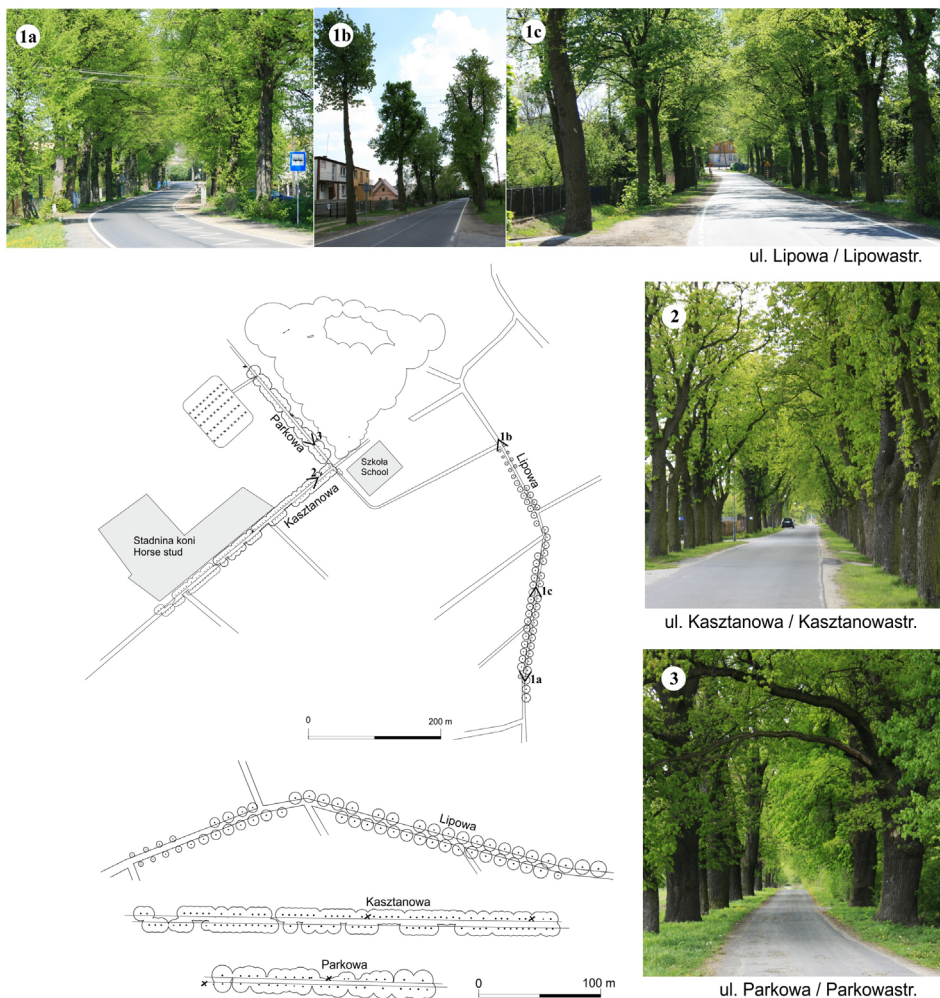 1a
1b
1c
ul. Lipowa / Lipowastr.
2
ul. Kasztanowa / Kasztanowastr.
3
ul. Parkowa / Parkowastr.
Parkowa
3
2
Kasztanowa
Szkoła
School
Stadnina koni
Horse stud
1b
Lipowa
1c
1a
0
200 m
Lipowa
Kasztanowa
Parkowa
0
100 m